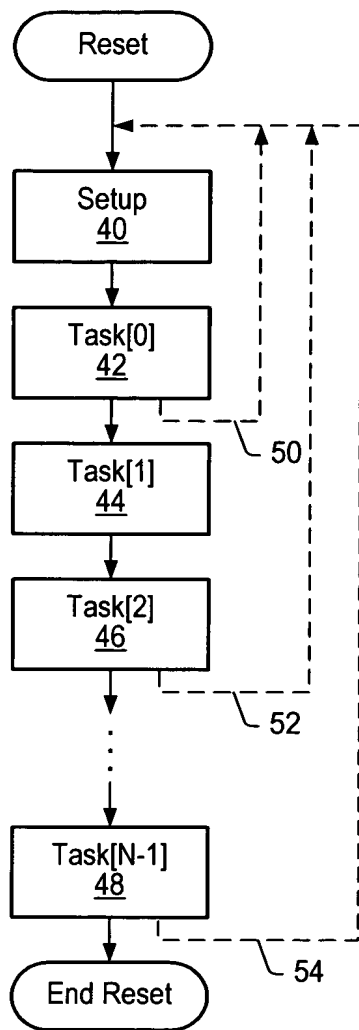 Reset
Setup
40
Task[0]
42
50
Task[1]
44
Task[2]
46
52
Task[N-1]
48
54
End Reset